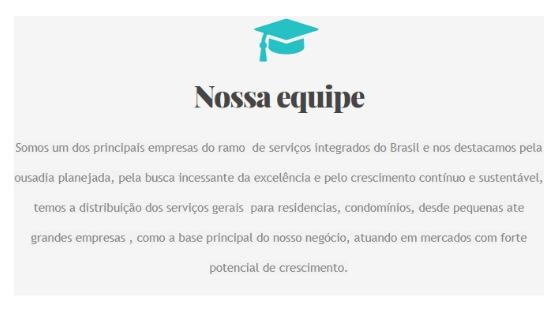 Nossa equipe
Somos um dos principais empresas do ramo de serviços integrados do Brasil e nos destacamos pela
ousadia planejada, pela busca incessante da excelência e pelo crescimento contínuo e sustentável,
temos a distribuição dos serviços gerais para residencias, condomínios, desde pequenas ate
grandes empresas , como a base principal do nosso negócio, atuando em mercados com forte
potencial de crescimento.